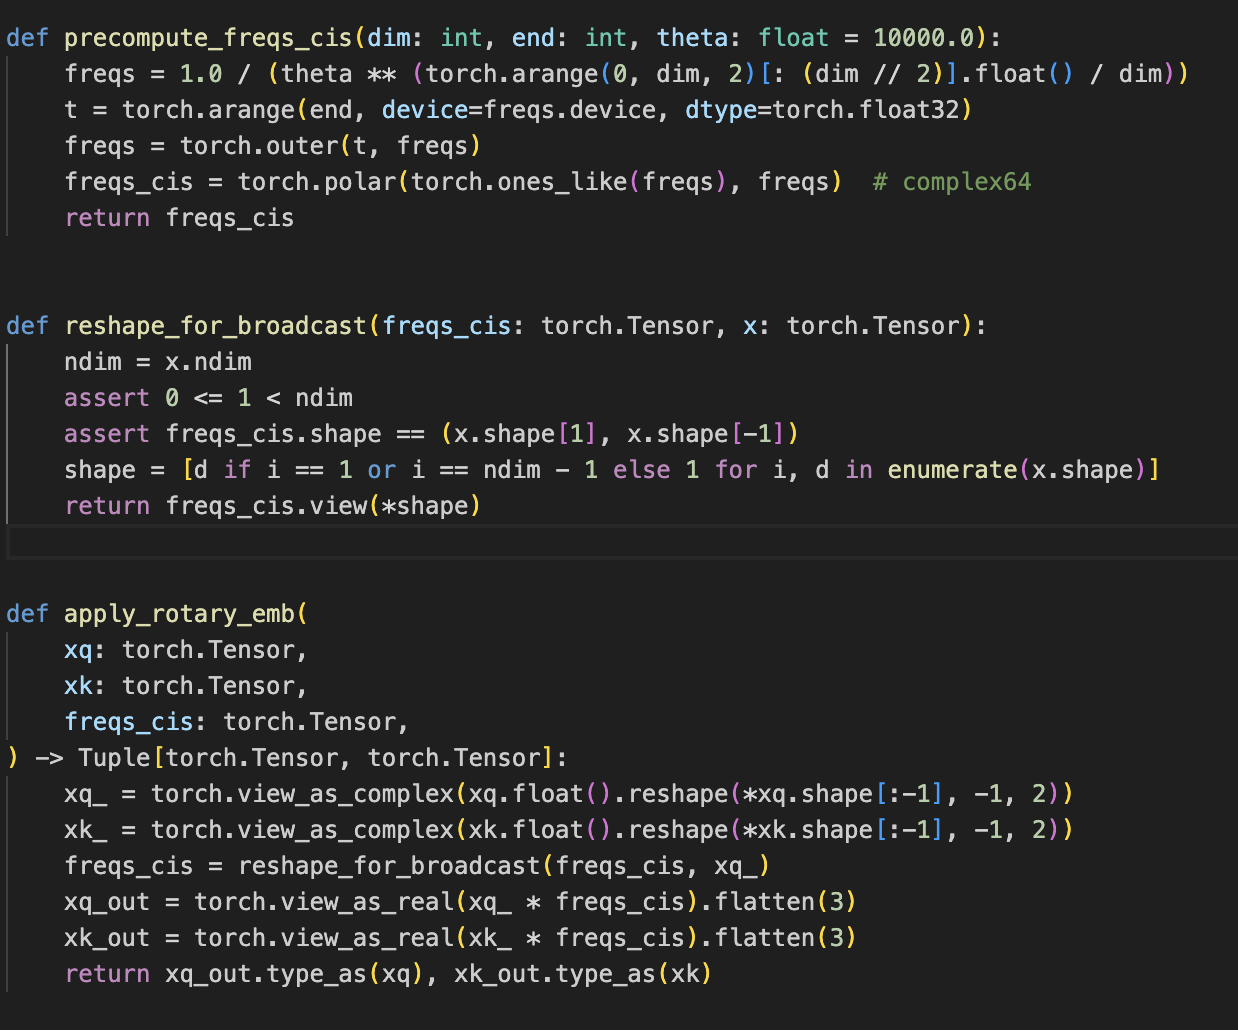 def precompute_freqs_cis(dim: int, end: int, theta: float = 10000.0):
    freqs = 1.0 / (theta ** (torch.arange(0, dim, 2)[: (dim // 2)].float() / dim))
    t = torch.arange(end, device=freqs.device, dtype=torch.float32)
    freqs = torch.outer(t, freqs)
    freqs_cis = torch.polar(torch.ones_like(freqs), freqs)  # complex64
    return freqs_cis
def reshape_for_broadcast(freqs_cis: torch.Tensor, x: torch.Tensor):
    ndim = x.ndim
    assert 0 <= 1 < ndim
    assert freqs_cis.shape == (x.shape[1], x.shape[-1])
    shape = [d if i == 1 or i == ndim - 1 else 1 for i, d in enumerate(x.shape)]
    return freqs_cis.view(*shape)
def apply_rotary_emb(
    xq: torch.Tensor,
    xk: torch.Tensor,
    freqs_cis: torch.Tensor,
) -> Tuple[torch.Tensor, torch.Tensor]:
    xq_ = torch.view_as_complex(xq.float().reshape(*xq.shape[:-1], -1, 2))
    xk_ = torch.view_as_complex(xk.float().reshape(*xk.shape[:-1], -1, 2))
    freqs_cis = reshape_for_broadcast(freqs_cis, xq_)
    xq_out = torch.view_as_real(xq_ * freqs_cis).flatten(3)
    xk_out = torch.view_as_real(xk_ * freqs_cis).flatten(3)
    return xq_out.type_as(xq), xk_out.type_as(xk)